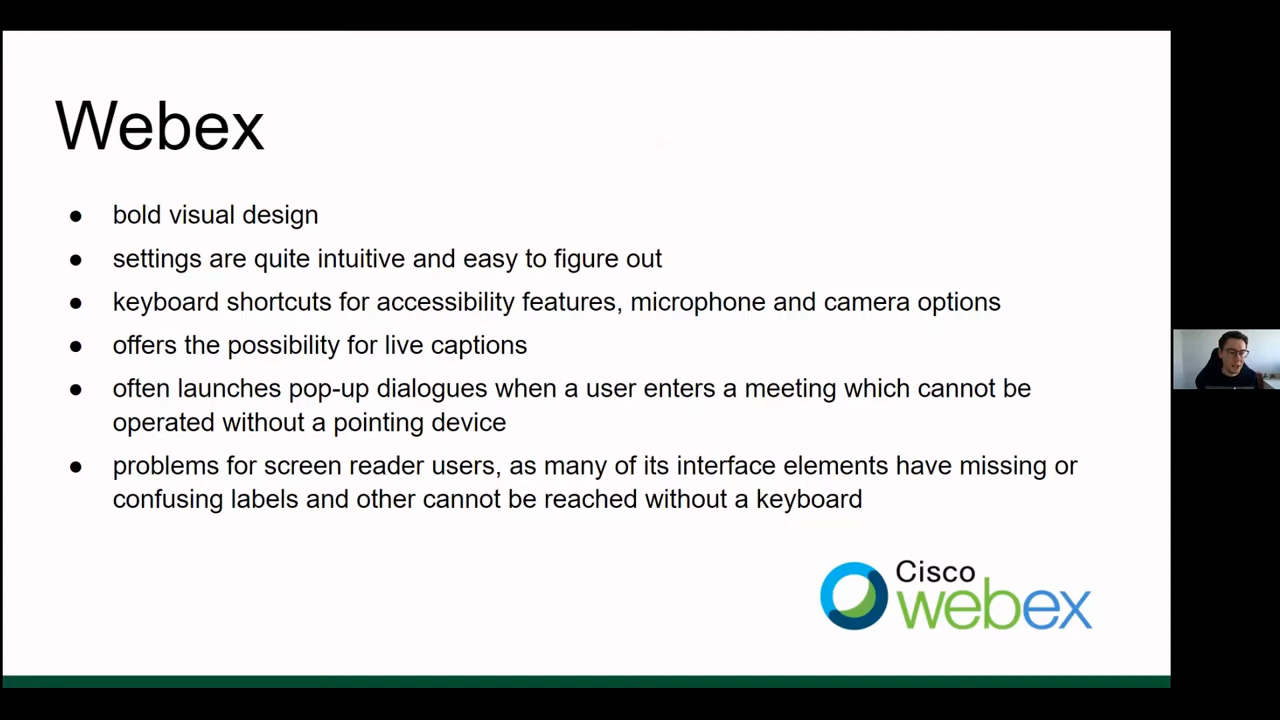 Webex
● bold visual design
● settings are quite intuitive and easy to figure out
● keyboard shortcuts for accessibility features, microphone and camera options
● offers the possibility for live captions
● often launches pop-up dialogues when a user enters a meeting which cannot be
operated without a pointing device
● problems for screen reader users, as many of its interface elements have missing or
confusing labels and other cannot be reached without a keyboard
Cisco
webex